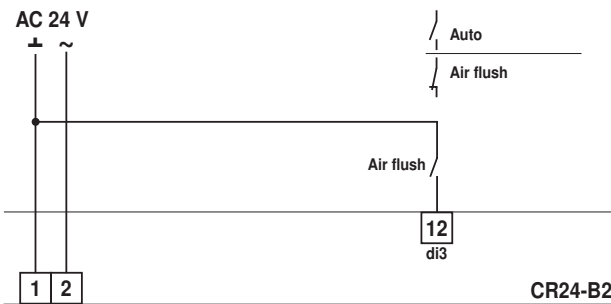 AC 24 V
⊥ ~
Auto
Air flush
Air flush
12
di3
1 2
CR24-B2